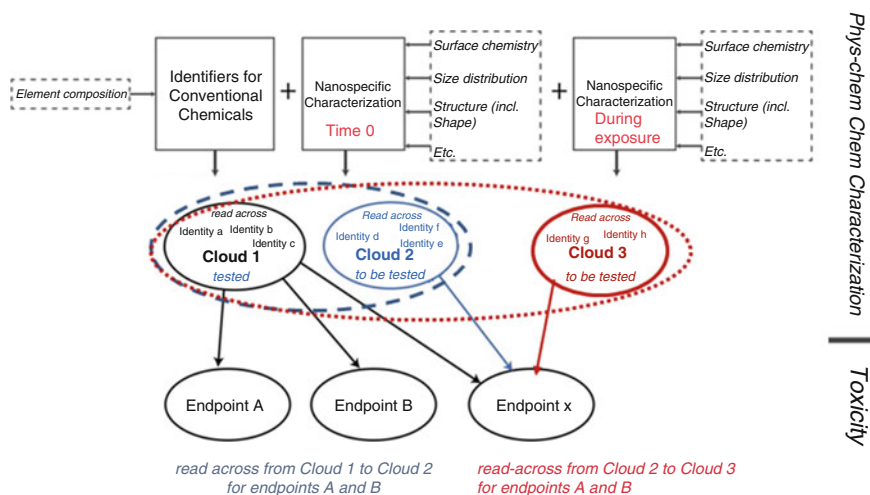 Element composition
Identifiers for
Conventional
Chemicals
+
Nanospecific
Characterization
Time 0
Surface chemistry
Size distribution
Structure (incl.
Shape)
Etc.
+
Nanospecific
Characterization
During
exposure
Surface chemistry
Size distribution
Structure (incl.
Shape)
Etc.
Phys-chem Chem Characterization
read across
Identity a
Identity b
Identity c
Cloud 1
tested
Read across
Identity f
Identity d
Identity e
Cloud 2
to be tested
Read across
Identity g
Identity h
Cloud 3
to be tested
Toxicity
Endpoint A
Endpoint B
Endpoint x
read across from Cloud 1 to Cloud 2
for endpoints A and B
read-across from Cloud 2 to Cloud 3
for endpoints A and B